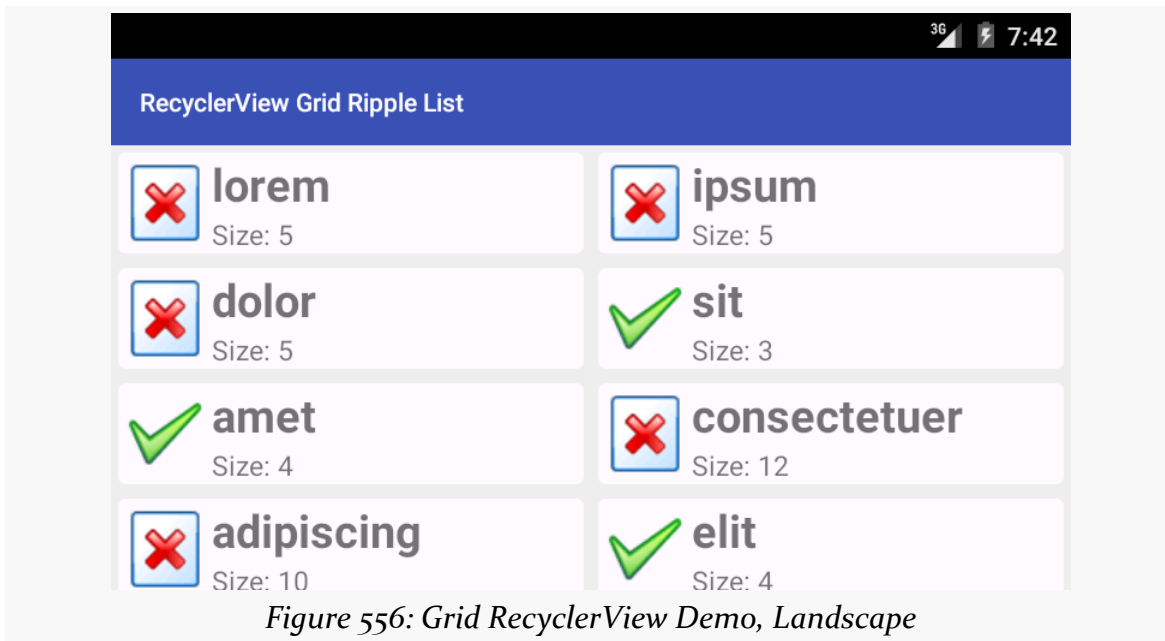 3G 7:42
RecyclerView Grid Ripple List
lorem
Size: 5
ipsum
Size: 5
dolor
Size: 5
sit
Size: 3
amet
Size: 4
consectetuer
Size: 12
adipiscing
Size: 10
elit
Size: 4
Figure 556: Grid RecyclerView Demo, Landscape